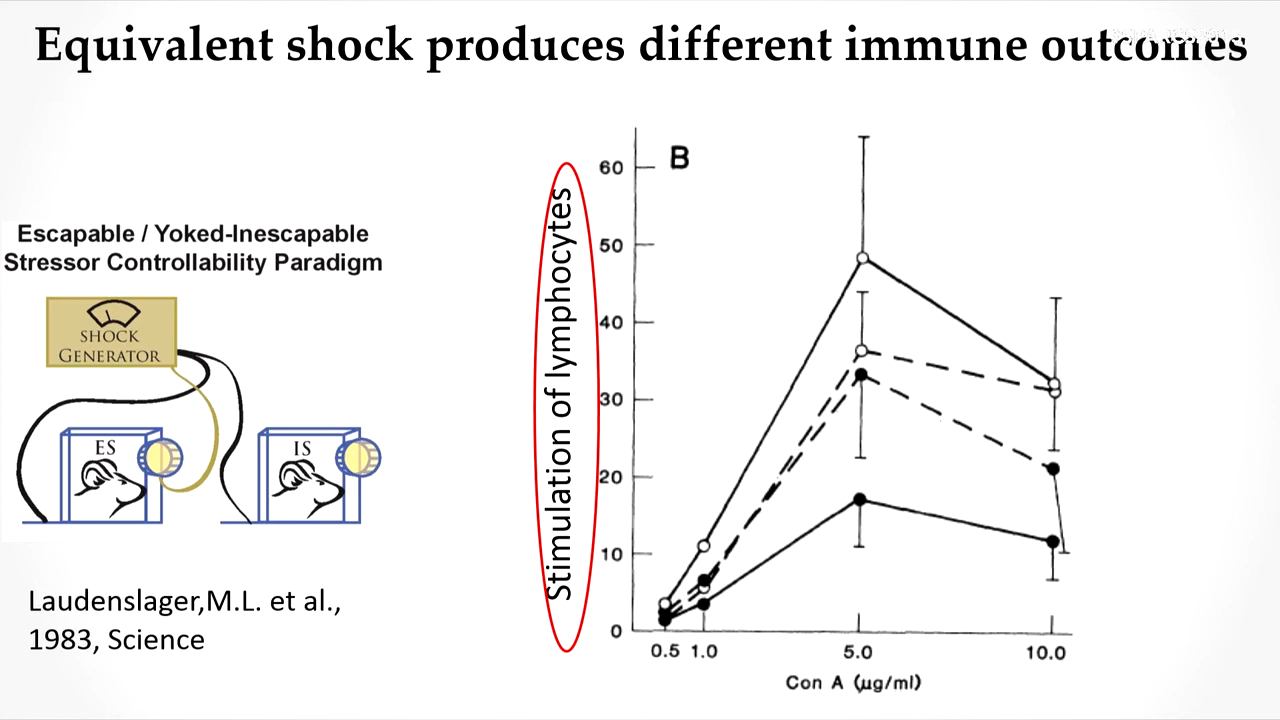 Equivalent shock produces different immune outcomes
Escapable / Yoked-Inescapable
Stressor Controllability Paradigm
SHOCK
GENERATOR
ES
IS
Laudenslager,M.L. et al.,
1983, Science
Stimulation of lymphocytes
B
60
50
40
30
20
10
0
0.5 1.0 5.0 10.0
Con A (µg/ml)